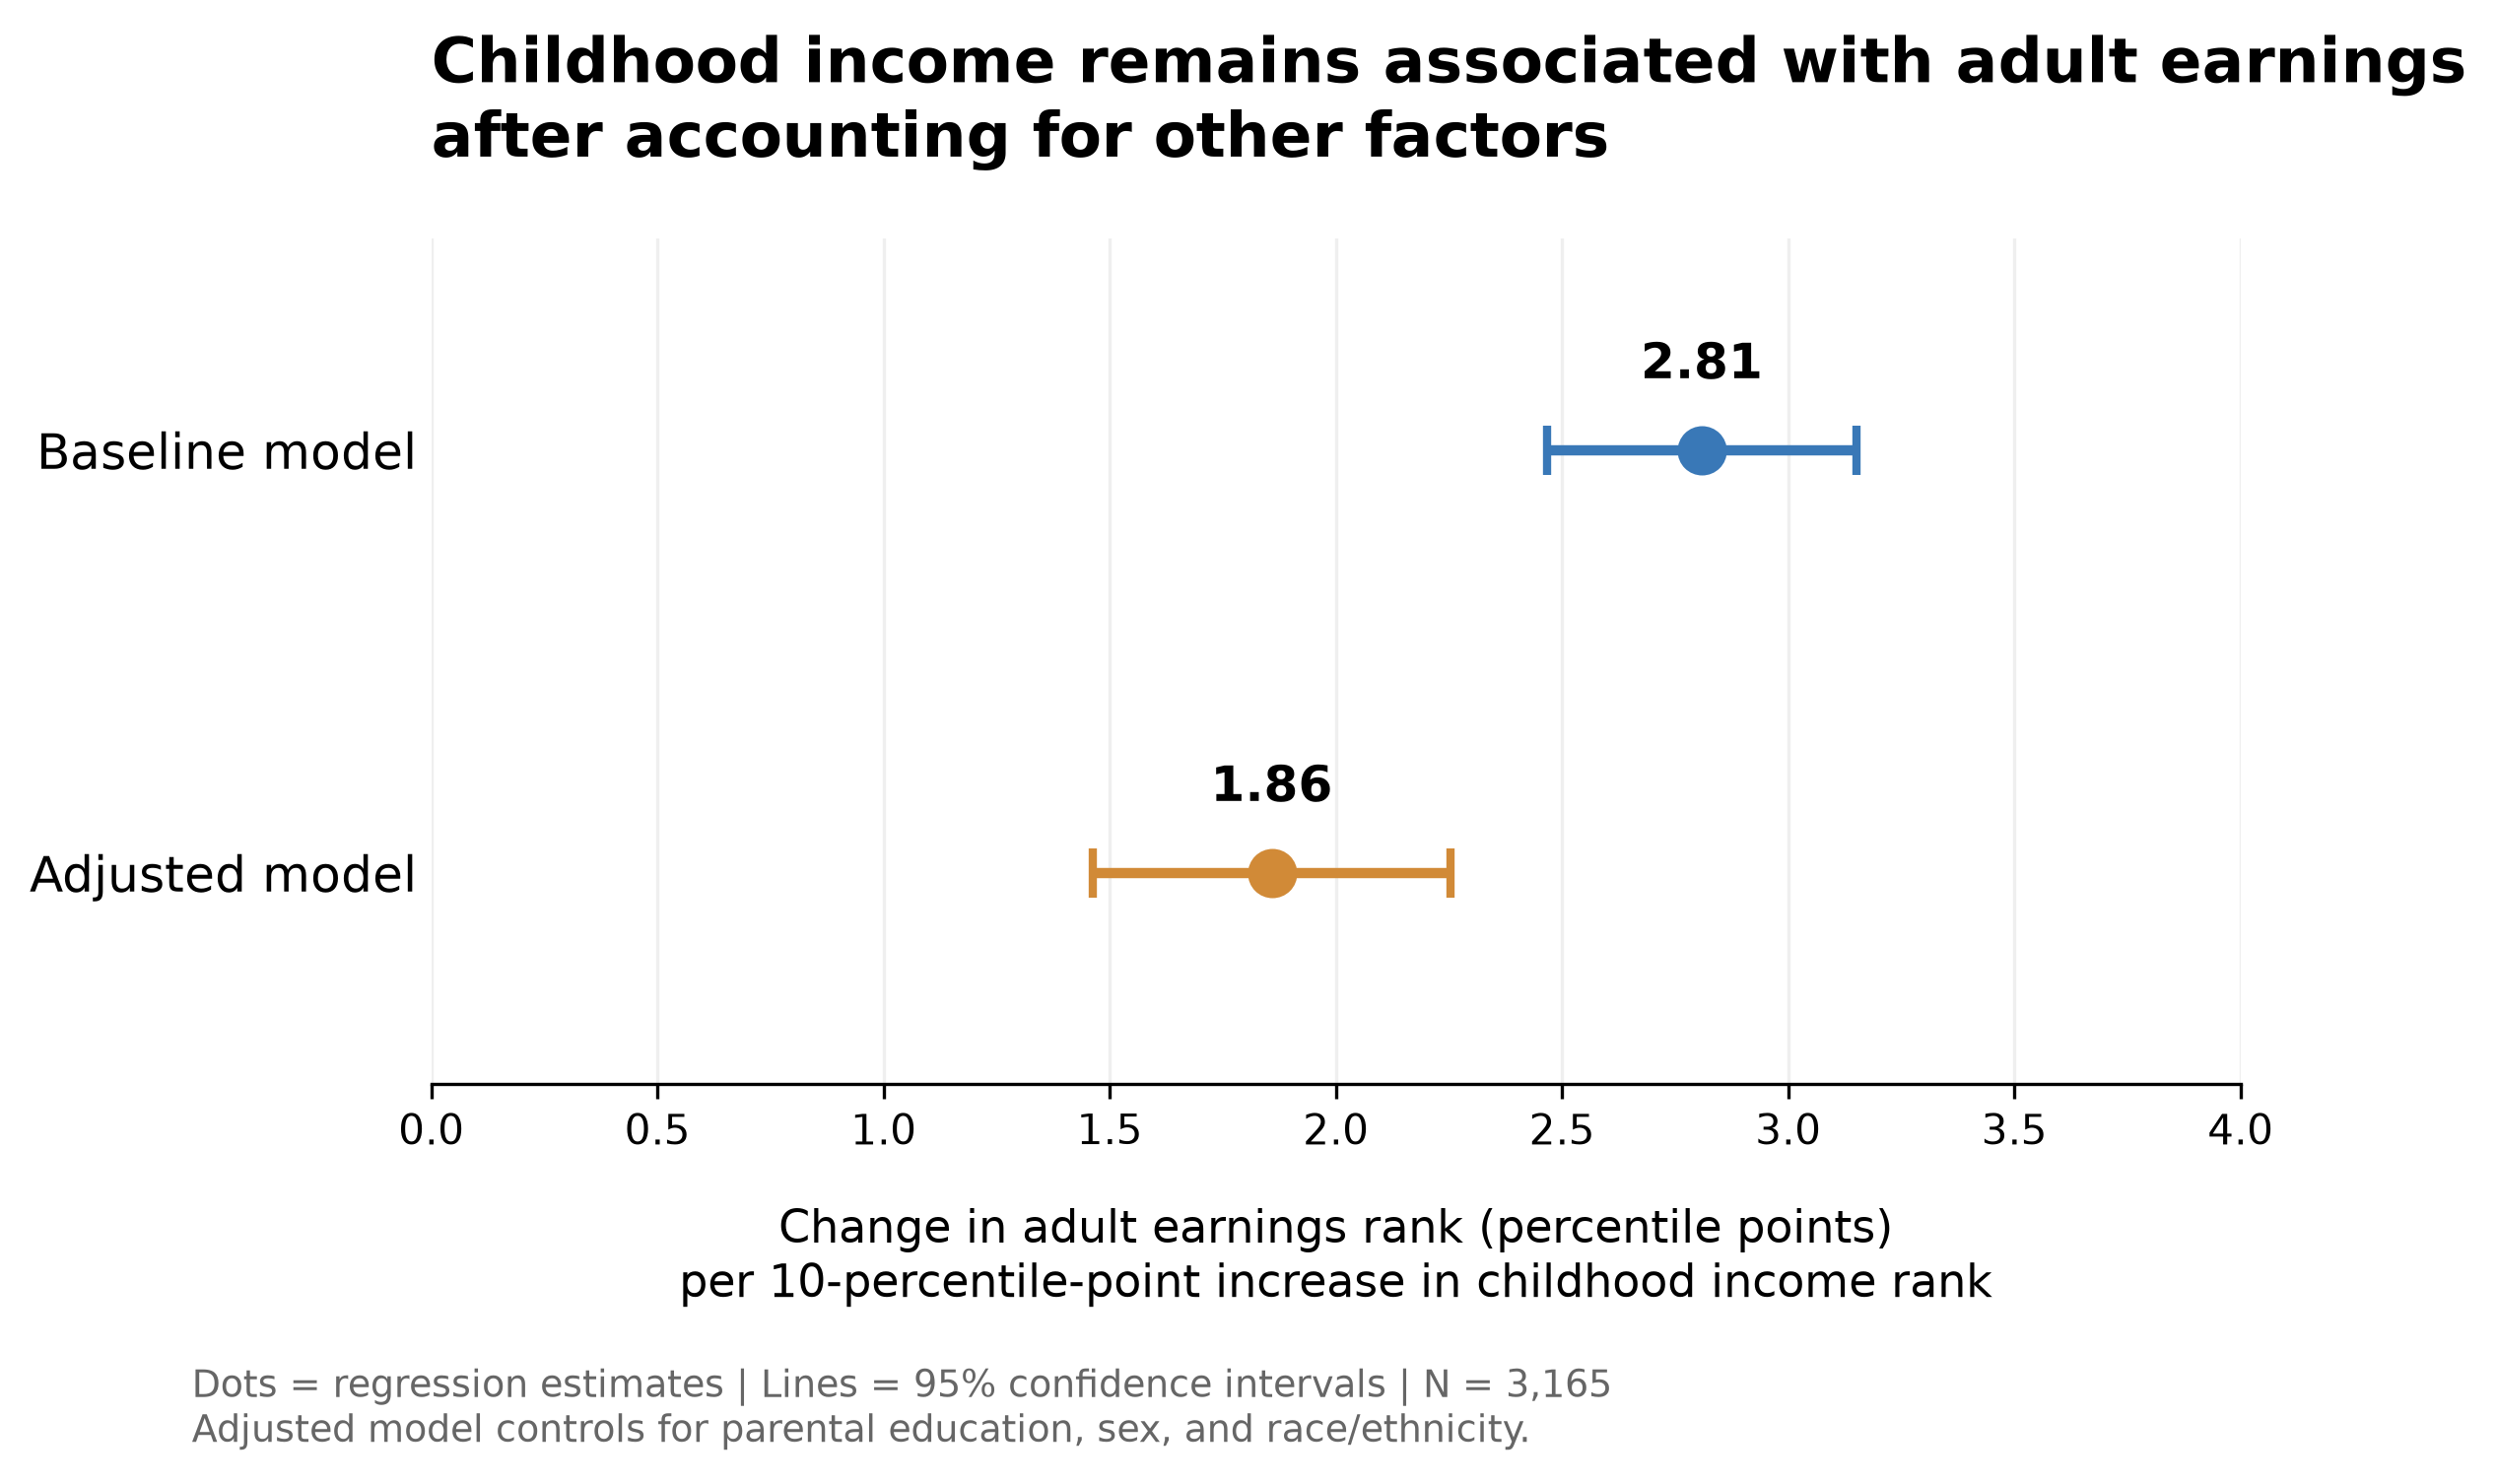 Childhood income remains associated with adult earnings
after accounting for other factors
2.81
Baseline model
1.86
Adjusted model
0.0 0.5 1.0 1.5 2.0 2.5 3.0 3.5 4.0
Change in adult earnings rank (percentile points)
per 10-percentile-point increase in childhood income rank
Dots = regression estimates | Lines = 95% confidence intervals | N = 3,165
Adjusted model controls for parental education, sex, and race/ethnicity.